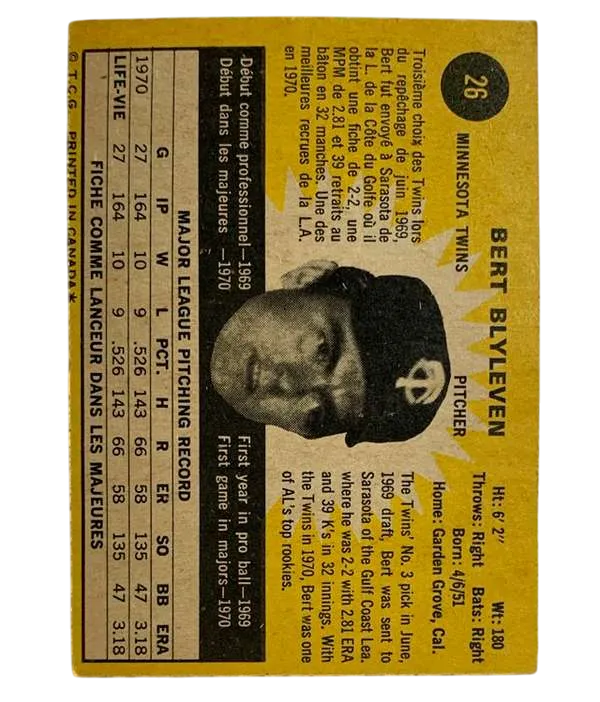 26
BERT BLYLEVEN
MINNESOTA TWINS
PITCHER
Ht: 6' 2" Wt: 180
Throws: Right Bats: Right
Born: 4/6/51
Home: Garden Grove, Cal.
Troisième choix des Twins lors
du repêchage de juin 1969,
Bert fut envoyé à Sarasota de
la L. de la Côte du Golfe où il
obtint une fiche de 2-2, une
MPM de 2.81 et 39 retraits au
bâton en 32 manches. Une des
meilleures recrues de la L.A.
en 1970.
The Twins' No. 3 pick in June,
1969 draft, Bert was sent to
Sarasota of the Gulf Coast Lea.
where he was 2-2 with 2.81 ERA
and 39 K's in 32 innings. With
the Twins in 1970, Bert was one
of AL's top rookies.
Début comme professionnel—1969
Début dans les majeures —1970
First year in pro ball—1969
First game in majors—1970
MAJOR LEAGUE PITCHING RECORD
G IP W L PCT. H R ER SO BB ERA
1970 27 164 10 9 .526 143 66 58 135 47 3.18
LIFE-VIE 27 164 10 9 .526 143 66 58 135 47 3.18
FICHE COMME LANCEUR DANS LES MAJEURES
© T.C.G. PRINTED IN CANADA ★